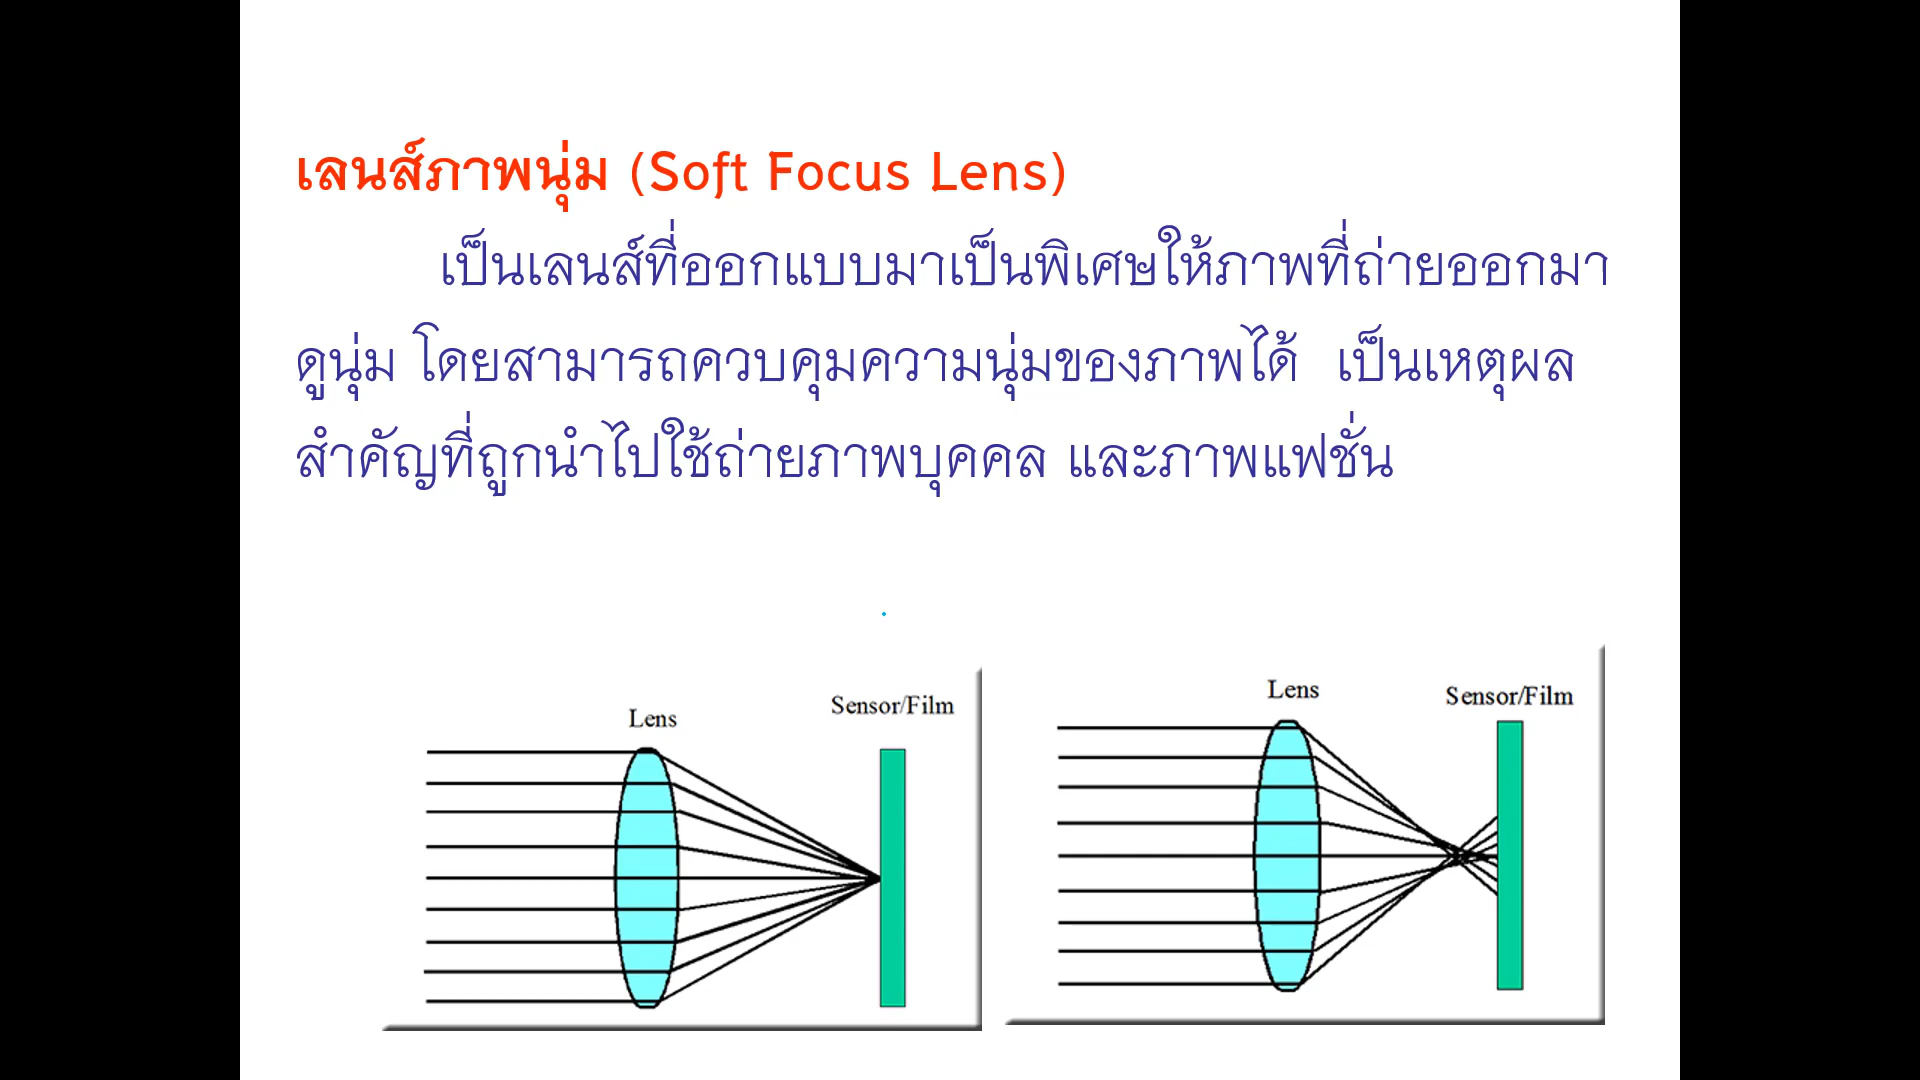 เลนส์ภาพนุ่ม (Soft Focus Lens)
เป็นเลนส์ที่ออกแบบมาเป็นพิเศษให้ภาพที่ถ่ายออกมา
ดูนุ่ม โดยสามารถควบคุมความนุ่มของภาพได้ เป็นเหตุผล
สำคัญที่ถูกนำไปใช้ถ่ายภาพบุคคล และภาพแฟชั่น
Lens
Sensor/Film
Lens
Sensor/Film